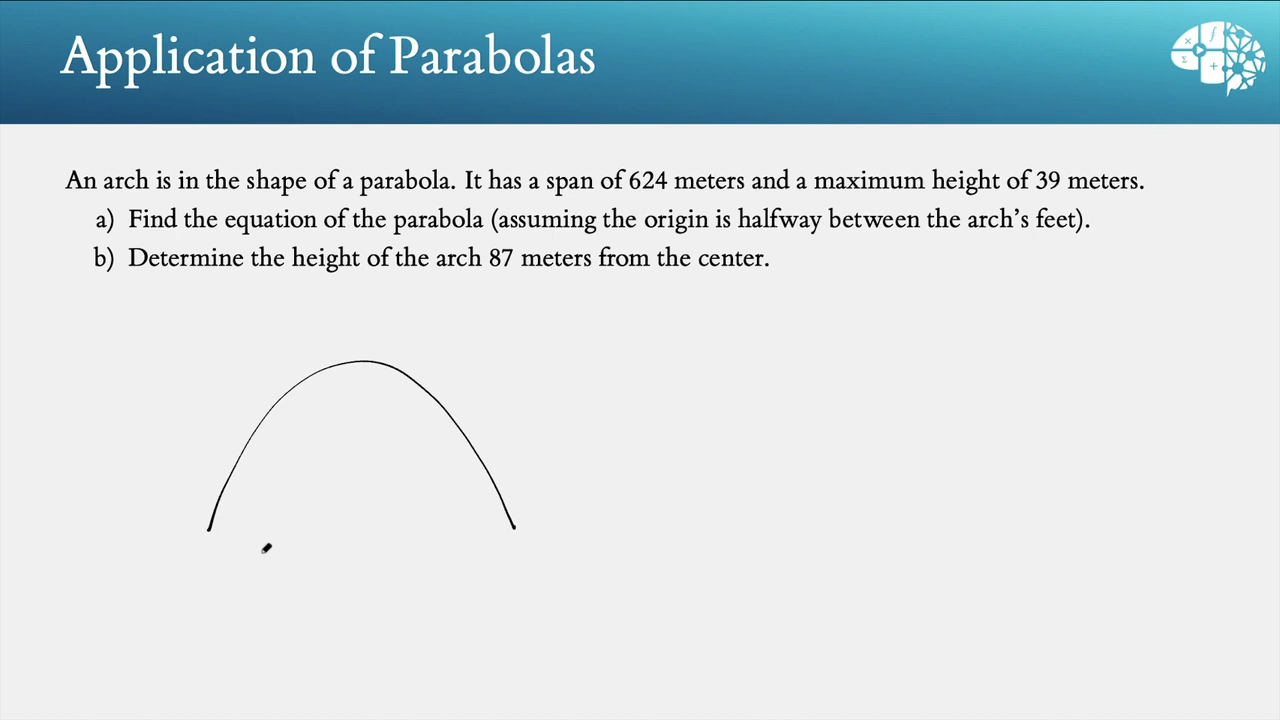 Application of Parabolas
An arch is in the shape of a parabola. It has a span of 624 meters and a maximum height of 39 meters.
a) Find the equation of the parabola (assuming the origin is halfway between the arch's feet).
b) Determine the height of the arch 87 meters from the center.